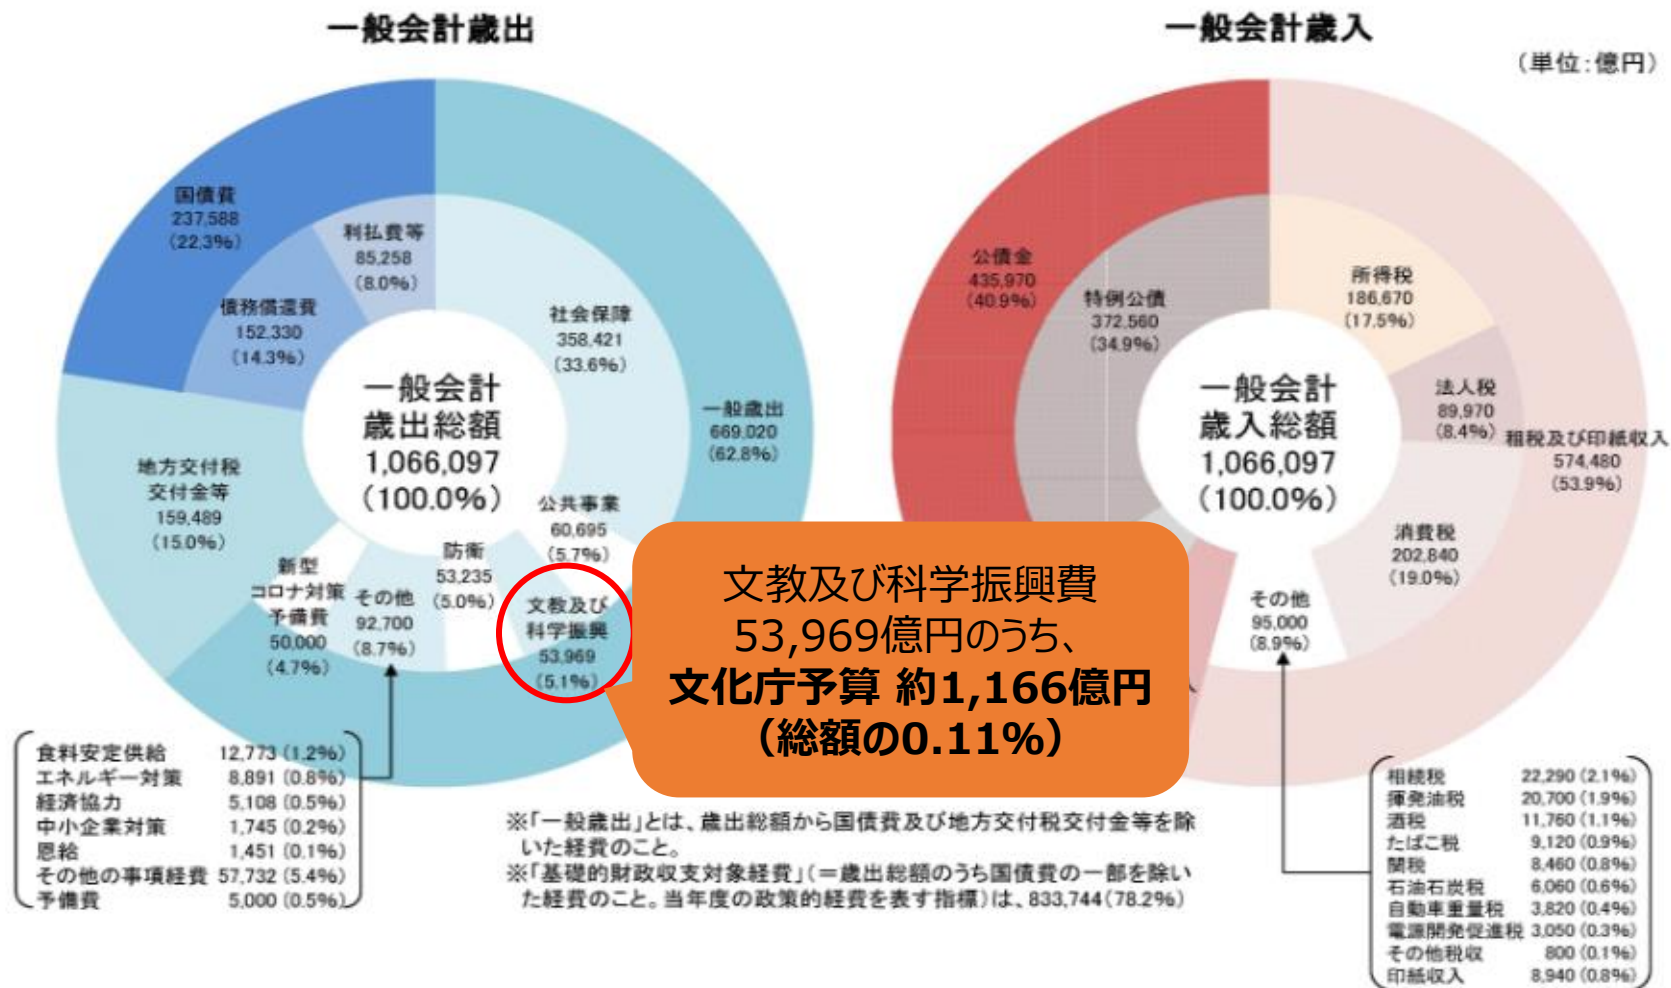 一般会計歳出
国債費
237,588
(22.3%)
利払費等
85,258
(8.0%)
債務償還費
152,330
(14.3%)
社会保障
358,421
(33.6%)
一般会計
歳出総額
1,066,097
(100.0%)
一般歳出
669,020
(62.8%)
地方交付税
交付金等
159,489
(15.0%)
公共事業
60,695
(5.7%)
新型
コロナ対策
予備費
50,000
(4.7%)
その他
92,700
(8.7%)
防衛
53,235
(5.0%)
文教及び
科学振興
53,969
(5.1%)
食料安定供給 12,773 (1.2%)
エネルギー対策 8,891 (0.8%)
経済協力 5,108 (0.5%)
中小企業対策 1,745 (0.2%)
恩給 1,451 (0.1%)
その他の事項経費 57,732 (5.4%)
予備費 5,000 (0.5%)
文教及び科学振興費
53,969億円のうち、
文化庁予算 約1,166億円
(総額の0.11%)
※「一般歳出」とは、歳出総額から国債費及び地方交付税交付金等を除
いた経費のこと。
※「基礎的財政収支対象経費」(=歳出総額のうち国債費の一部を除い
た経費のこと。当年度の政策的経費を表す指標)は、833,744(78.2%)
一般会計歳入
(単位:億円)
公債金
435,970
(40.9%)
特例公債
372,560
(34.9%)
所得税
186,670
(17.5%)
法人税
89,970
(8.4%)
一般会計
歳入総額
1,066,097
(100.0%)
租税及び印紙収入
574,480
(53.9%)
消費税
202,840
(19.0%)
その他
95,000
(8.9%)
相続税 22,290 (2.1%)
揮発油税 20,700 (1.9%)
酒税 11,760 (1.1%)
たばこ税 9,120 (0.9%)
関税 8,460 (0.8%)
石油石炭税 6,060 (0.6%)
自動車重量税 3,820 (0.4%)
電源開発促進税 3,050 (0.3%)
その他税収 800 (0.1%)
印紙収入 8,940 (0.8%)